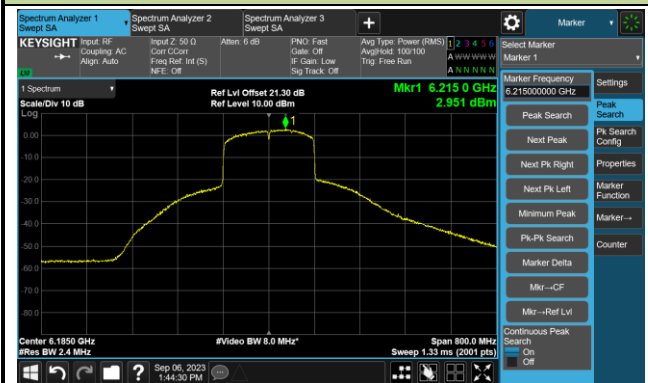 Spectrum Analyzer 1
Swept SA
Spectrum Analyzer 2
Swept SA
Spectrum Analyzer 3
Swept SA
+
Marker
KEYSIGHT
Input: RF
Coupling: AC
Align: Auto
Input Z: 50 Ω
Corr CCorr
Freq Ref: Int (S)
NFE: Off
Atten: 6 dB
PNO: Fast
Gate: Off
IF Gain: Low
Sig Track: Off
Avg Type: Power (RMS)
Avg|Hold: 100/100
Trig: Free Run
1 2 3 4 5 6
A W W W W W
A N N N N N
LXI
Select Marker
Marker 1
1 Spectrum
Scale/Div 10 dB
Log
Ref Lvl Offset 21.30 dB
Ref Level 10.00 dBm
Mkr1 6.215 0 GHz
2.951 dBm
1
0.00
-10.0
-20.0
-30.0
-40.0
-50.0
-60.0
-70.0
-80.0
Center 6.1850 GHz
#Res BW 2.4 MHz
#Video BW 8.0 MHz*
Span 800.0 MHz
Sweep 1.33 ms (2001 pts)
Marker Frequency
6.215000000 GHz
Peak Search
Next Peak
Next Pk Right
Next Pk Left
Minimum Peak
Pk-Pk Search
Marker Delta
Mkr→CF
Mkr→Ref Lvl
Continuous Peak
Search
On
Off
Settings
Peak
Search
Pk Search
Config
Properties
Marker
Function
Marker→
Counter
?
Sep 06, 2023
1:44:30 PM